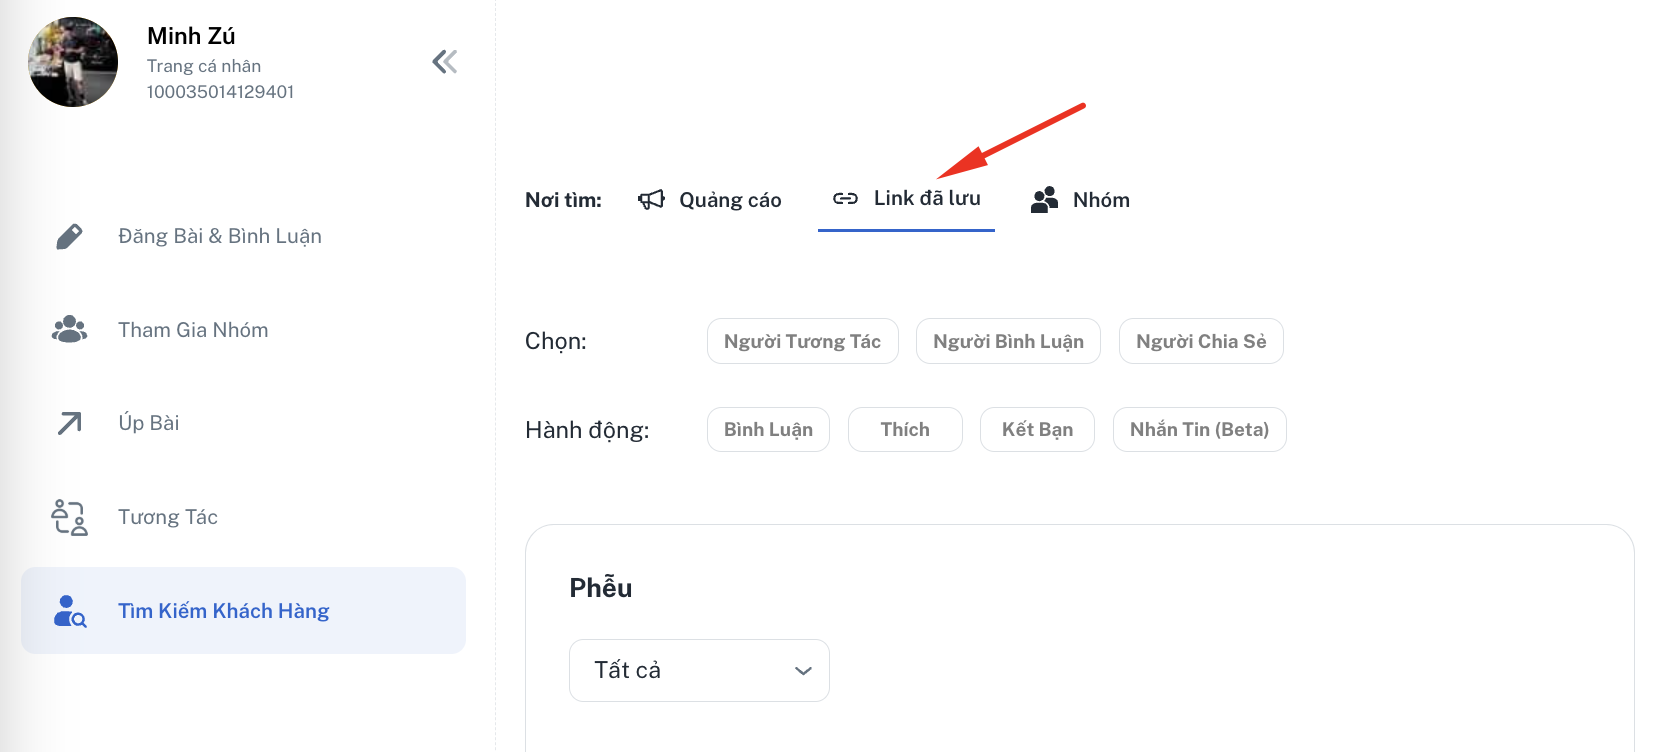 Minh Zú
Trang cá nhân
100035014129401
Đăng Bài & Bình Luận
Tham Gia Nhóm
Úp Bài
Tương Tác
Tìm Kiếm Khách Hàng
Nơi tìm: Quảng cáo Link đã lưu Nhóm
Chọn: Người Tương Tác Người Bình Luận Người Chia Sẻ
Hành động: Bình Luận Thích Kết Bạn Nhắn Tin (Beta)
Phễu
Tất cả